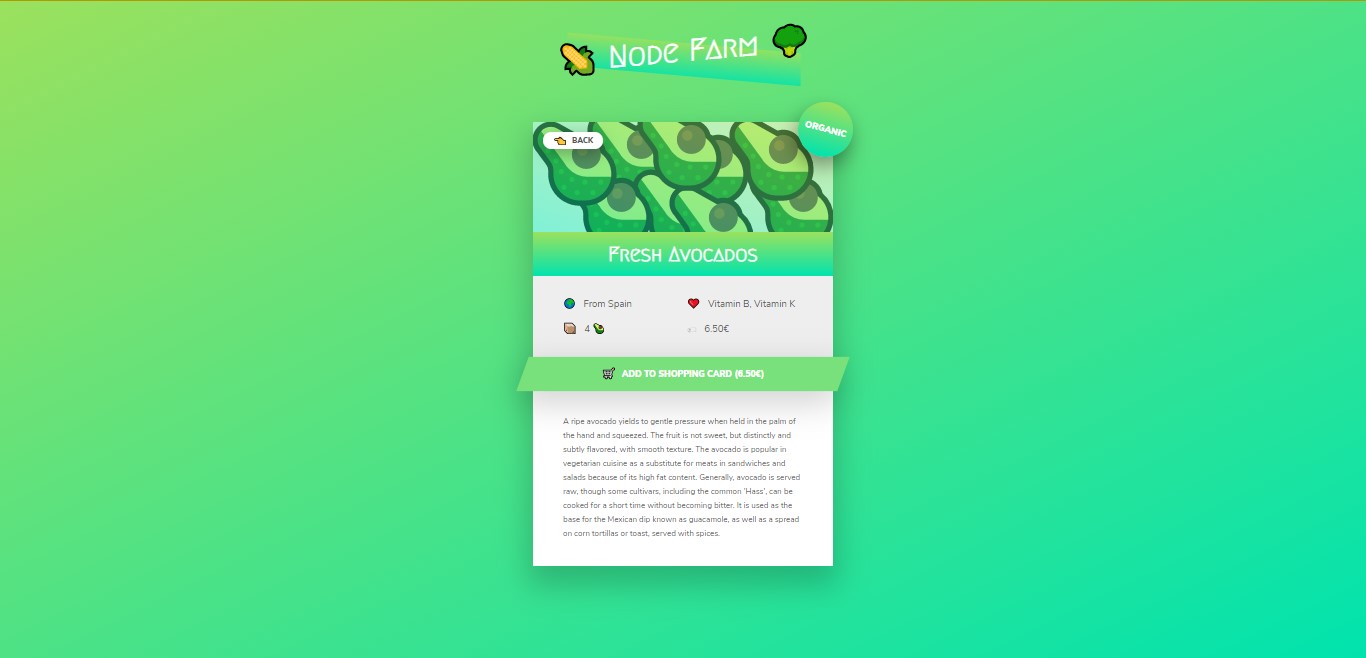 Node Farm
ORGANIC
BACK
Fresh Avocados
From Spain
Vitamin B, Vitamin K
4
6.50€
ADD TO SHOPPING CARD (6.50€)
A ripe avocado yields to gentle pressure when held in the palm of
the hand and squeezed. The fruit is not sweet, but distinctly and
subtly flavored, with smooth texture. The avocado is popular in
vegetarian cuisine as a substitute for meats in sandwiches and
salads because of its high fat content. Generally, avocado is served
raw, though some cultivars, including the common 'Hass', can be
cooked for a short time without becoming bitter. It is used as the
base for the Mexican dip known as guacamole, as well as a spread
on corn tortillas or toast, served with spices.